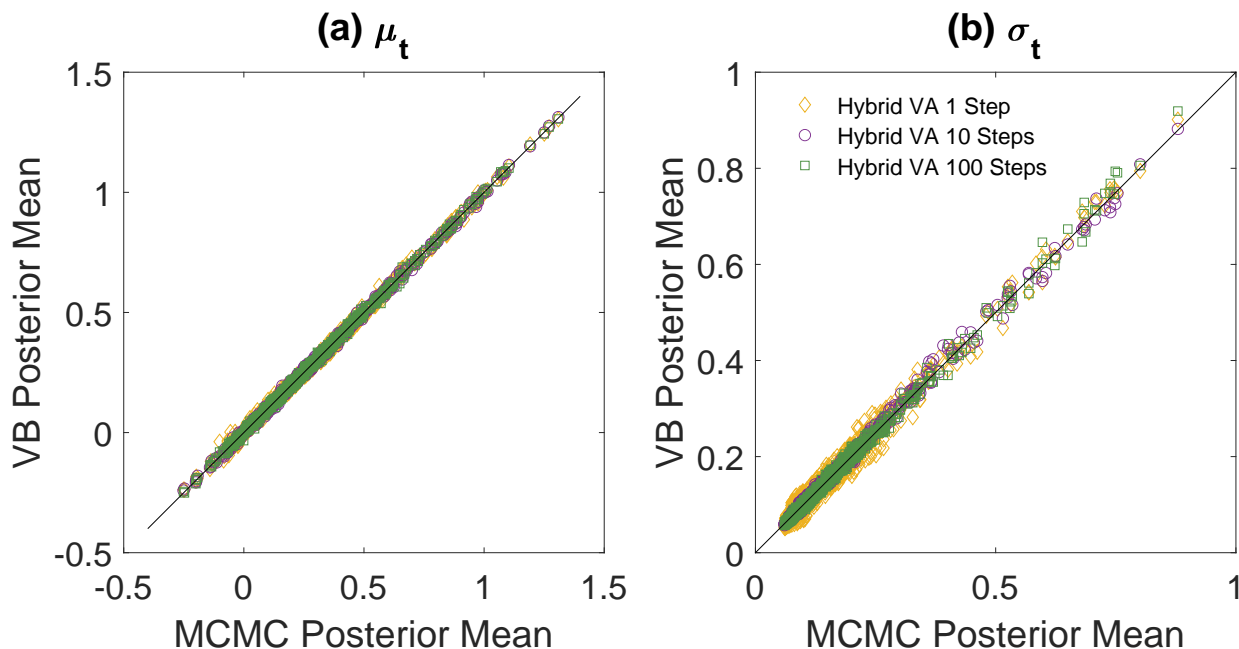 (a) μt
VB Posterior Mean
1.5
1
0.5
0
-0.5
-0.5 0 0.5 1 1.5
MCMC Posterior Mean
(b) σt
VB Posterior Mean
1
0.8
0.6
0.4
0.2
0
Hybrid VA 1 Step
Hybrid VA 10 Steps
Hybrid VA 100 Steps
0 0.5 1
MCMC Posterior Mean